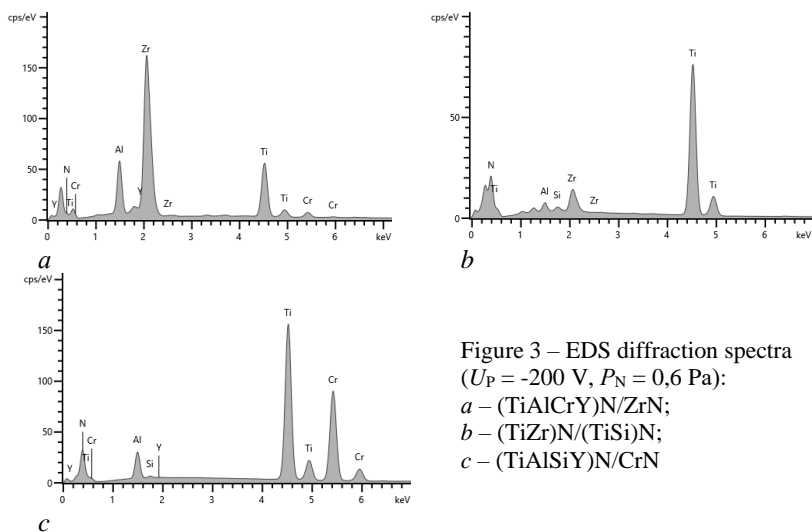 cps/eV
150
100
50
0
Y
N
Ti
Cr
Al
Y
Zr
Zr
Ti
Ti
Cr
Cr
0 1 2 3 4 5 6 keV
a
cps/eV
50
0
N
Ti
Al
Si
Zr
Zr
Ti
Ti
0 1 2 3 4 5 6 keV
b
cps/eV
150
100
50
0
Y
N
Ti
Cr
Al
Si
Y
Ti
Ti
Cr
Cr
0 1 2 3 4 5 6 keV
c
Figure 3 – EDS diffraction spectra
(UP = -200 V, PN = 0,6 Pa):
a – (TiAlCrY)N/ZrN;
b – (TiZr)N/(TiSi)N;
c – (TiAlSiY)N/CrN